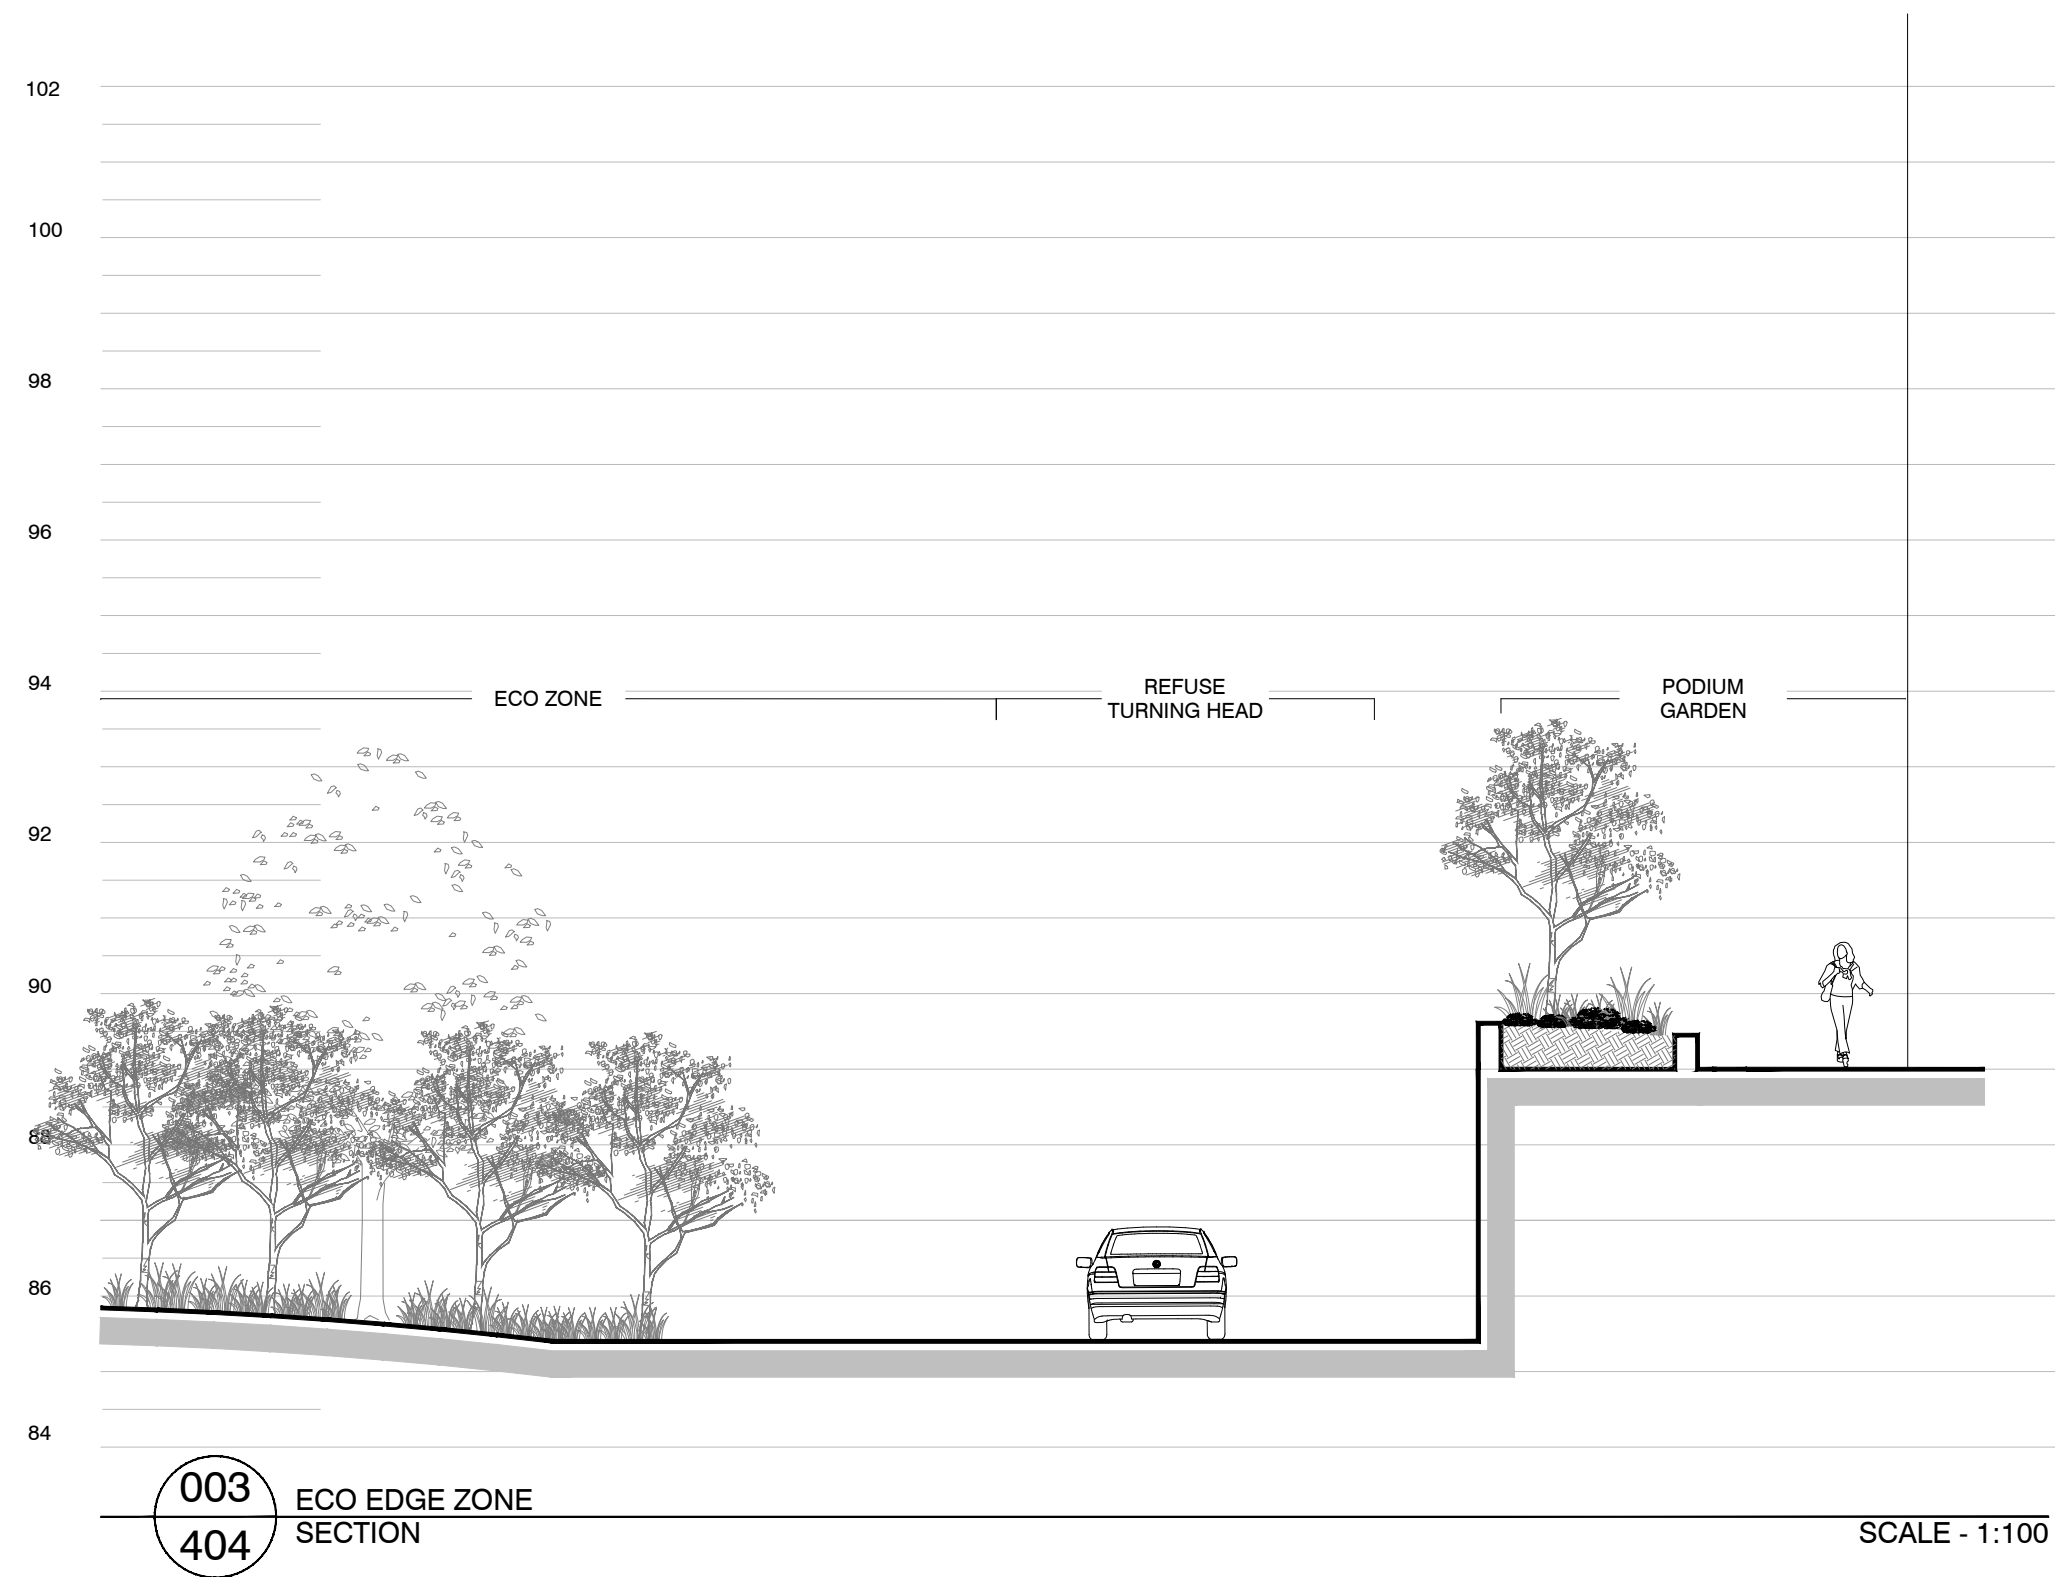 102
100
98
96
94
ECO ZONE
REFUSE
TURNING HEAD
PODIUM
GARDEN
92
90
88
86
84
003
404
ECO EDGE ZONE
SECTION
SCALE - 1:100